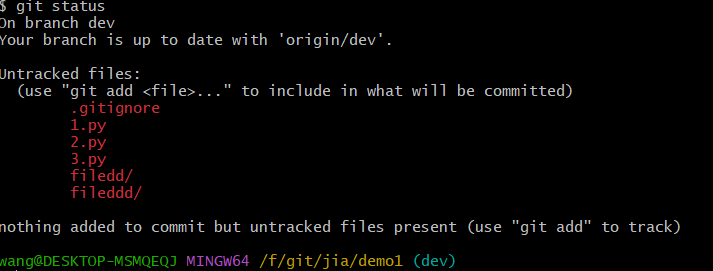 $ git status
On branch dev
Your branch is up to date with 'origin/dev'.
Untracked files:
(use "git add <file>..." to include in what will be committed)
.gitignore
1.py
2.py
3.py
filedd/
fileddd/
nothing added to commit but untracked files present (use "git add" to track)
wang@DESKTOP-MSMQEQJ MINGW64 /f/git/jia/demo1 (dev)